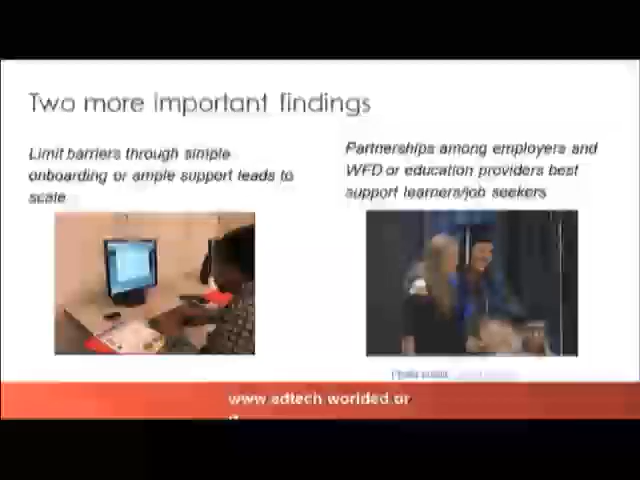 Two more important findings
Limit barriers through simple
onboarding or ample support leads to
scale
Partnerships among employers and
WFD or education providers best
support learners/job seekers
www edtech worlded or